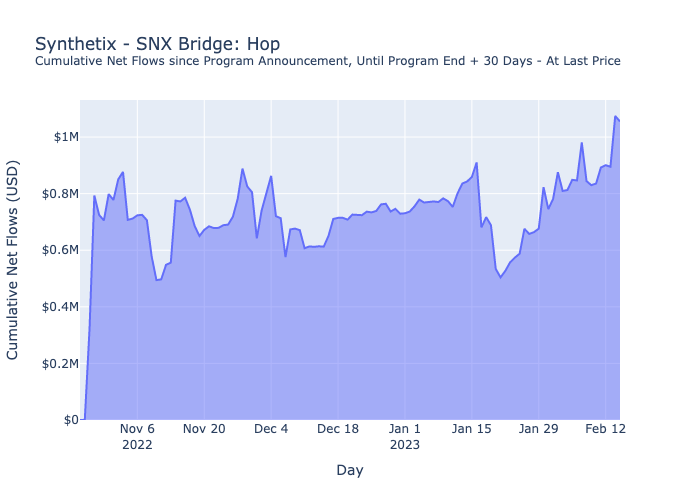 Synthetix - SNX Bridge: Hop
Cumulative Net Flows since Program Announcement, Until Program End + 30 Days - At Last Price
Cumulative Net Flows (USD)
$1M
$0.8M
$0.6M
$0.4M
$0.2M
$0
Nov 6 Nov 20 Dec 4 Dec 18 Jan 1 Jan 15 Jan 29 Feb 12
2022 2023
Day